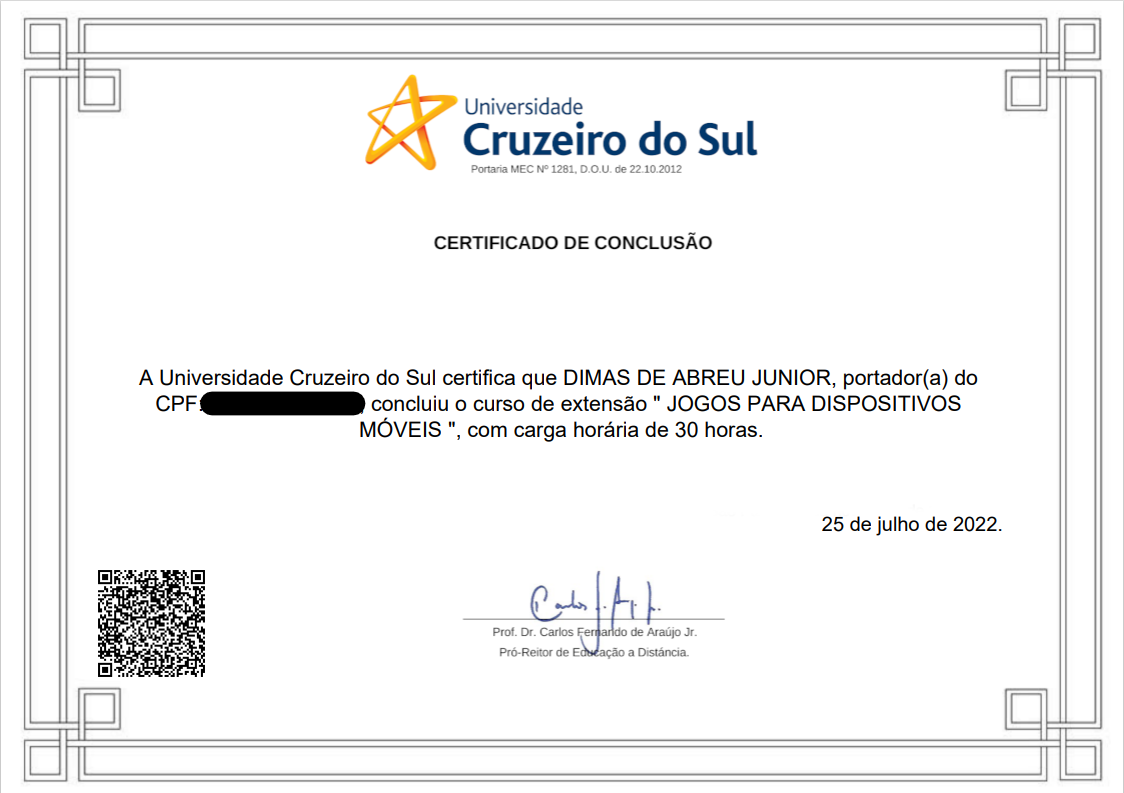 Universidade
Cruzeiro do Sul
Portaria MEC Nº 1281, D.O.U. de 22.10.2012
CERTIFICADO DE CONCLUSÃO
A Universidade Cruzeiro do Sul certifica que DIMAS DE ABREU JUNIOR, portador(a) do
CPF: , concluiu o curso de extensão " JOGOS PARA DISPOSITIVOS
MÓVEIS ", com carga horária de 30 horas.
25 de julho de 2022.
Prof. Dr. Carlos Fernando de Araújo Jr.
Pró-Reitor de Educação a Distáncia.